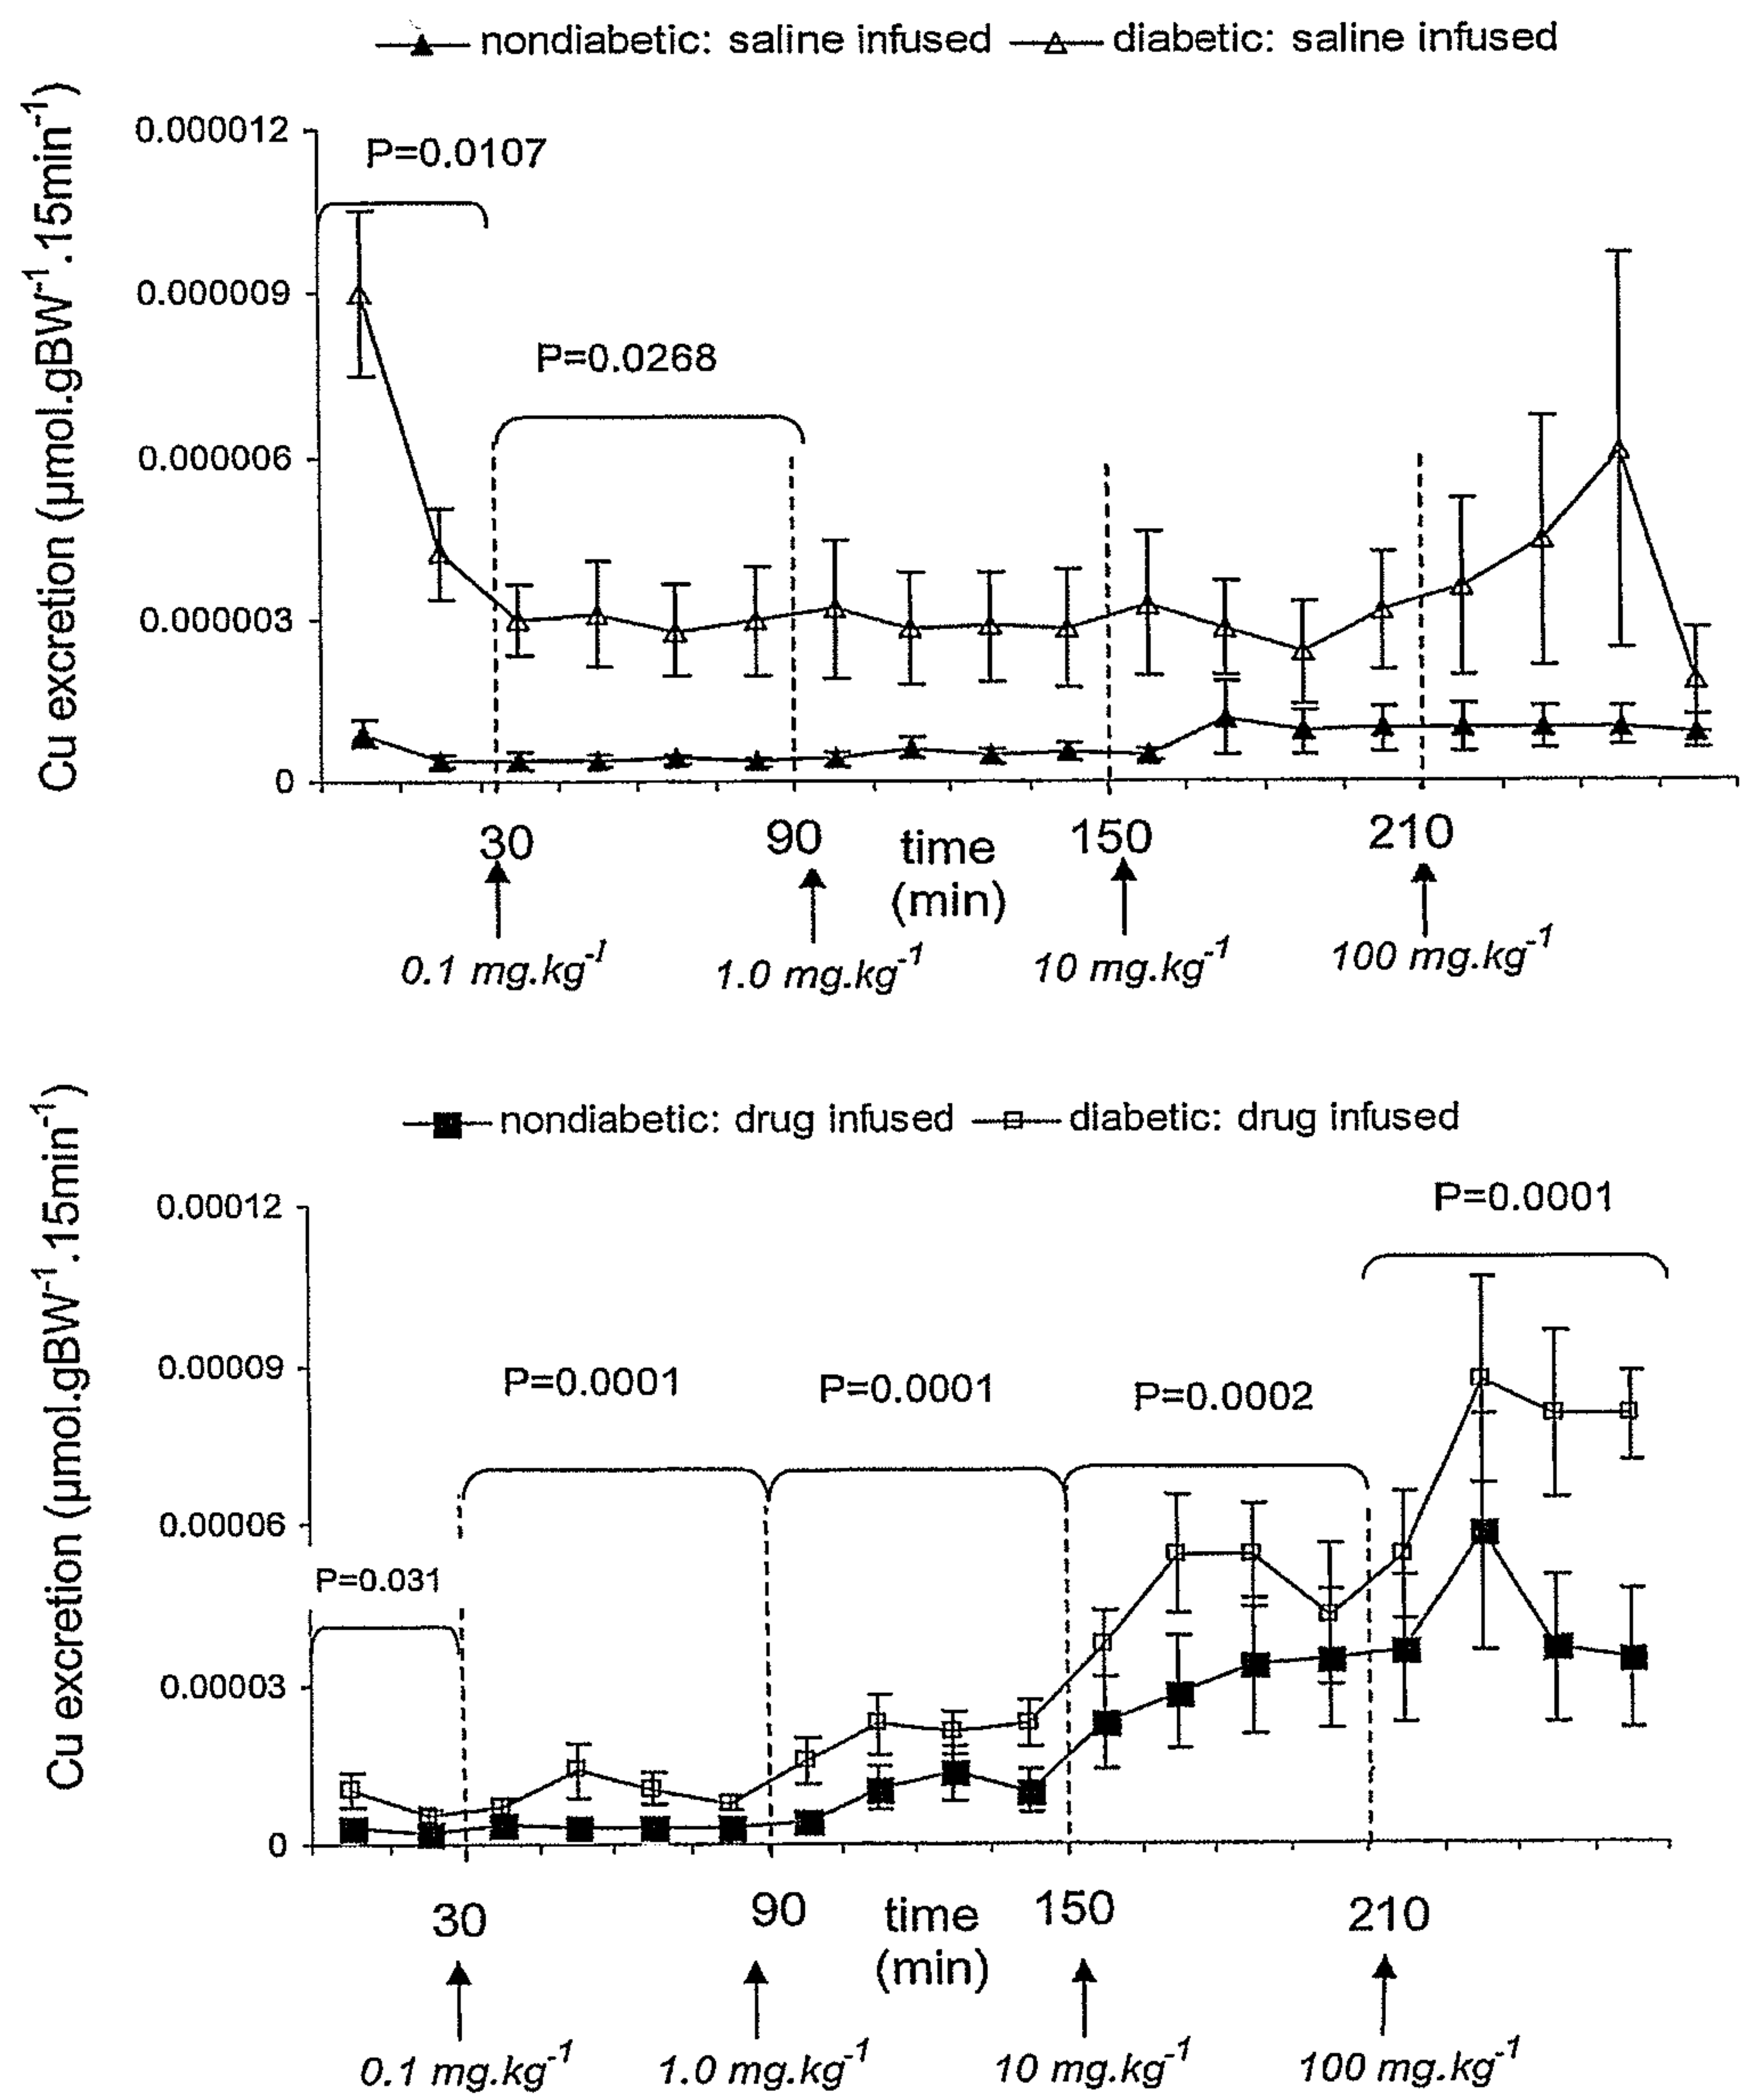 nondiabetic: saline infused diabetic: saline infused
Cu excretion (µmol.gBW⁻¹.15min⁻¹)
0.000012
P=0.0107
0.000009
P=0.0268
0.000006
0.000003
0
30 90 time (min) 150 210
0.1 mg.kg⁻¹ 1.0 mg.kg⁻¹ 10 mg.kg⁻¹ 100 mg.kg⁻¹
nondiabetic: drug infused diabetic: drug infused
Cu excretion (µmol.gBW⁻¹.15min⁻¹)
0.00012
P=0.0001
0.00009
P=0.0001 P=0.0001 P=0.0002
0.00006
P=0.031
0.00003
0
30 90 time (min) 150 210
0.1 mg.kg⁻¹ 1.0 mg.kg⁻¹ 10 mg.kg⁻¹ 100 mg.kg⁻¹